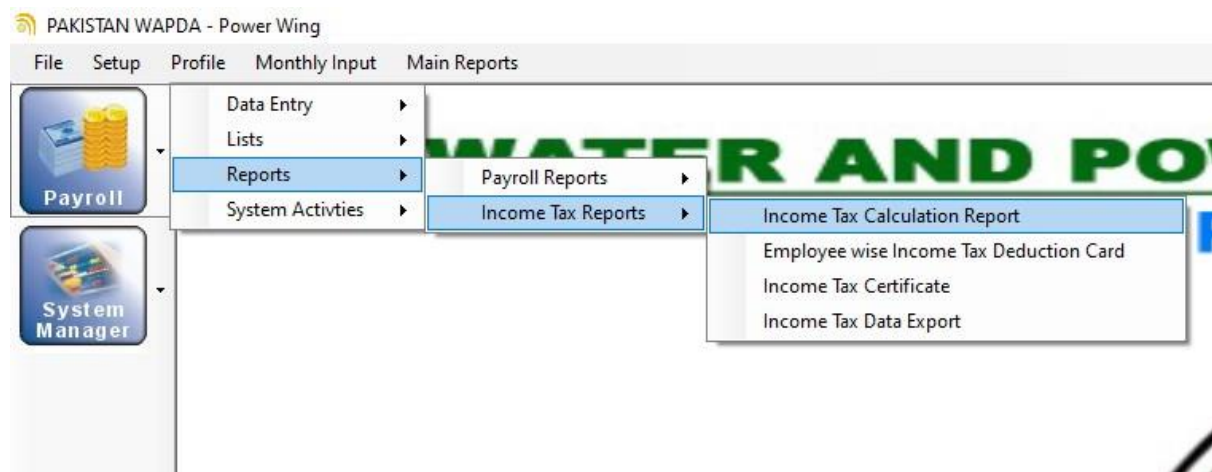 PAKISTAN WAPDA - Power Wing
File Setup Profile Monthly Input Main Reports
Data Entry
Lists
WATER AND PO
Reports
Payroll Reports
Payroll
System Activties
Income Tax Reports
Income Tax Calculation Report
Employee wise Income Tax Deduction Card
Income Tax Certificate
System
Manager
Income Tax Data Export